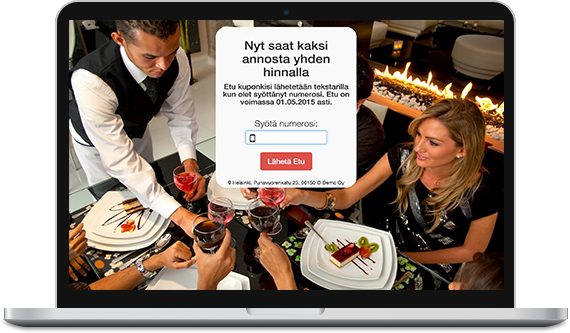 Nyt saat kaksi
annosta yhden
hinnalla
Etu kuponkisi lähetetään tekstarilla
kun olet syöttänyt numerosi. Etu on
voimassa 01.05.2015 asti.
Syötä numerosi:
Lähetä Etu
Helsinki, Punavuorenkatu 23, 00150 © Demo Oy